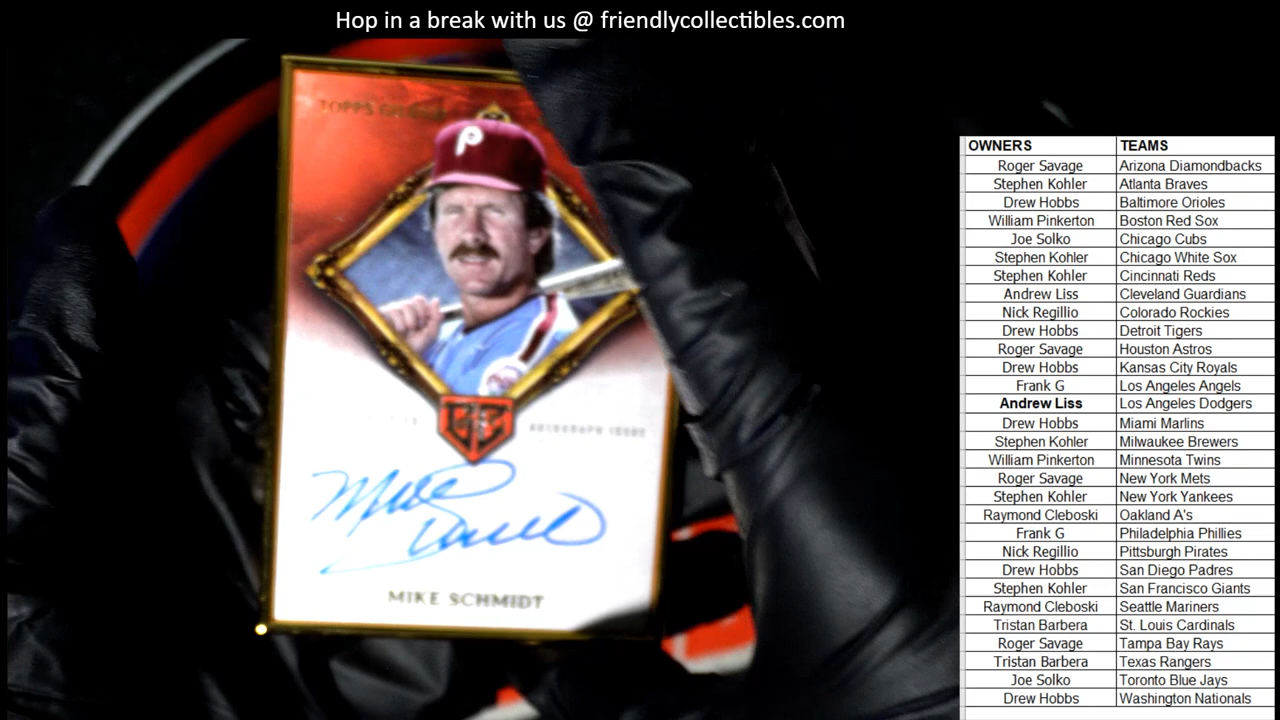 Hop in a break with us @ friendlycollectibles.com
TOPPS
P
AUTOGRAPH ISSUE
Mike Schmidt
MIKE SCHMIDT
OWNERS TEAMS
Roger Savage Arizona Diamondbacks
Stephen Kohler Atlanta Braves
Drew Hobbs Baltimore Orioles
William Pinkerton Boston Red Sox
Joe Solko Chicago Cubs
Stephen Kohler Chicago White Sox
Stephen Kohler Cincinnati Reds
Andrew Liss Cleveland Guardians
Nick Regillio Colorado Rockies
Drew Hobbs Detroit Tigers
Roger Savage Houston Astros
Drew Hobbs Kansas City Royals
Frank G Los Angeles Angels
Andrew Liss Los Angeles Dodgers
Drew Hobbs Miami Marlins
Stephen Kohler Milwaukee Brewers
William Pinkerton Minnesota Twins
Roger Savage New York Mets
Stephen Kohler New York Yankees
Raymond Cleboski Oakland A's
Frank G Philadelphia Phillies
Nick Regillio Pittsburgh Pirates
Drew Hobbs San Diego Padres
Stephen Kohler San Francisco Giants
Raymond Cleboski Seattle Mariners
Tristan Barbera St. Louis Cardinals
Roger Savage Tampa Bay Rays
Tristan Barbera Texas Rangers
Joe Solko Toronto Blue Jays
Drew Hobbs Washington Nationals